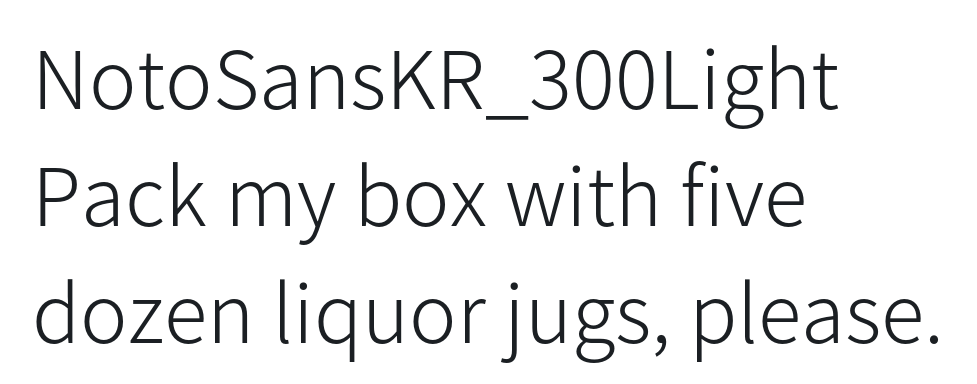 NotoSansKR_300Light
Pack my box with five
dozen liquor jugs, please.